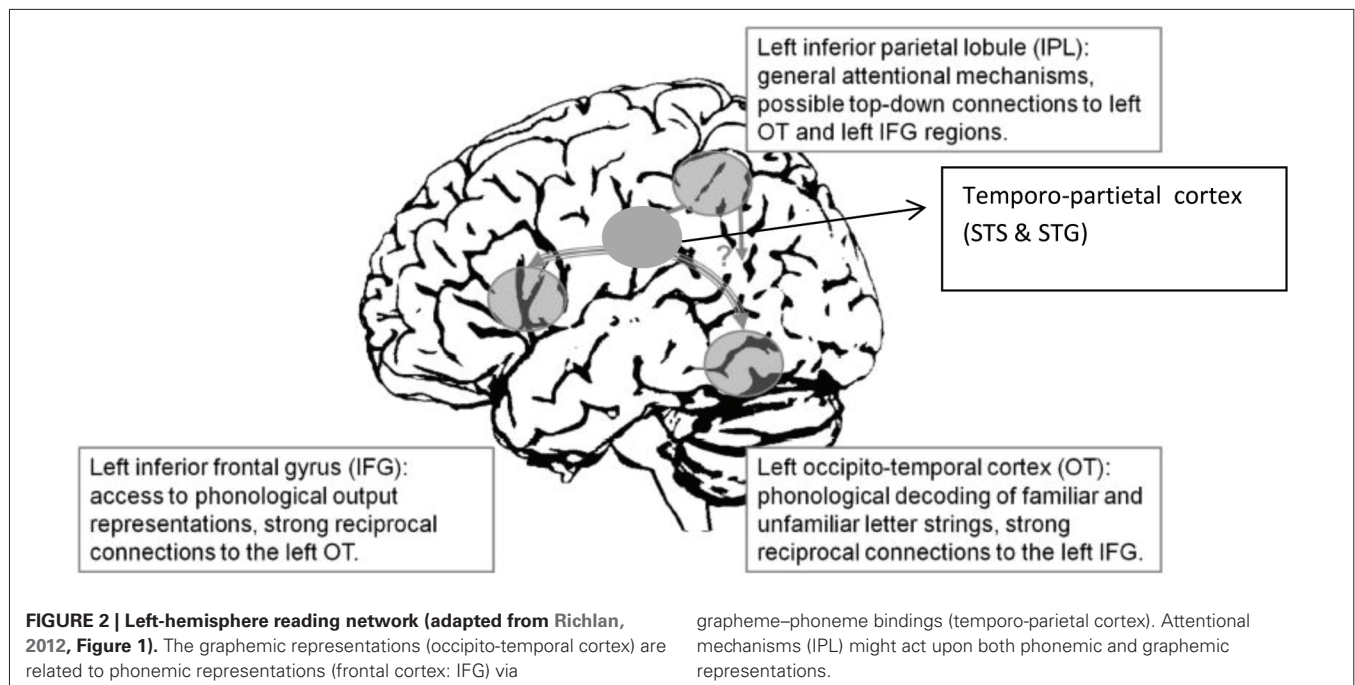 Left inferior parietal lobule (IPL):
general attentional mechanisms,
possible top-down connections to left
OT and left IFG regions.
Temporo-partietal cortex
(STS & STG)
?
Left inferior frontal gyrus (IFG):
access to phonological output
representations, strong reciprocal
connections to the left OT.
Left occipito-temporal cortex (OT):
phonological decoding of familiar and
unfamiliar letter strings, strong
reciprocal connections to the left IFG.
FIGURE 2 | Left-hemisphere reading network (adapted from Richlan,
2012, Figure 1). The graphemic representations (occipito-temporal cortex) are
related to phonemic representations (frontal cortex: IFG) via
grapheme–phoneme bindings (temporo-parietal cortex). Attentional
mechanisms (IPL) might act upon both phonemic and graphemic
representations.